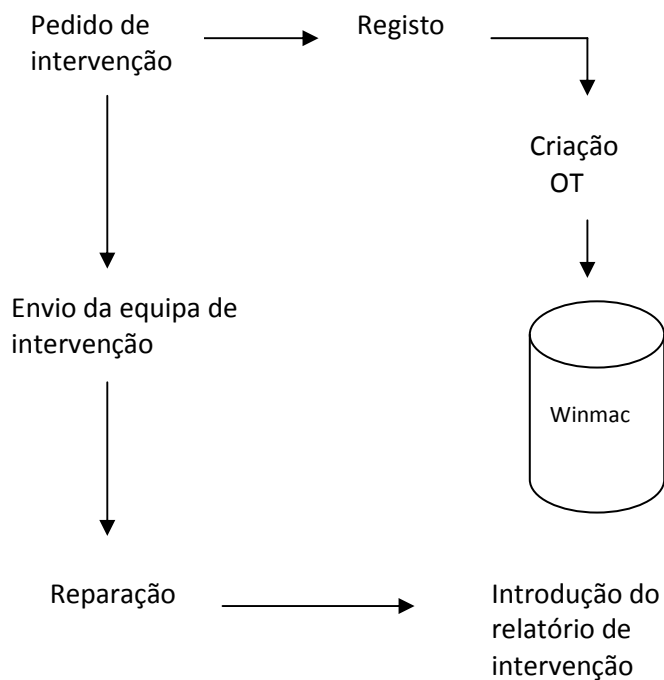 Pedido de
intervenção
Registo
Criação
OT
Envio da equipa de
intervenção
Winmac
Reparação
Introdução do
relatório de
intervenção